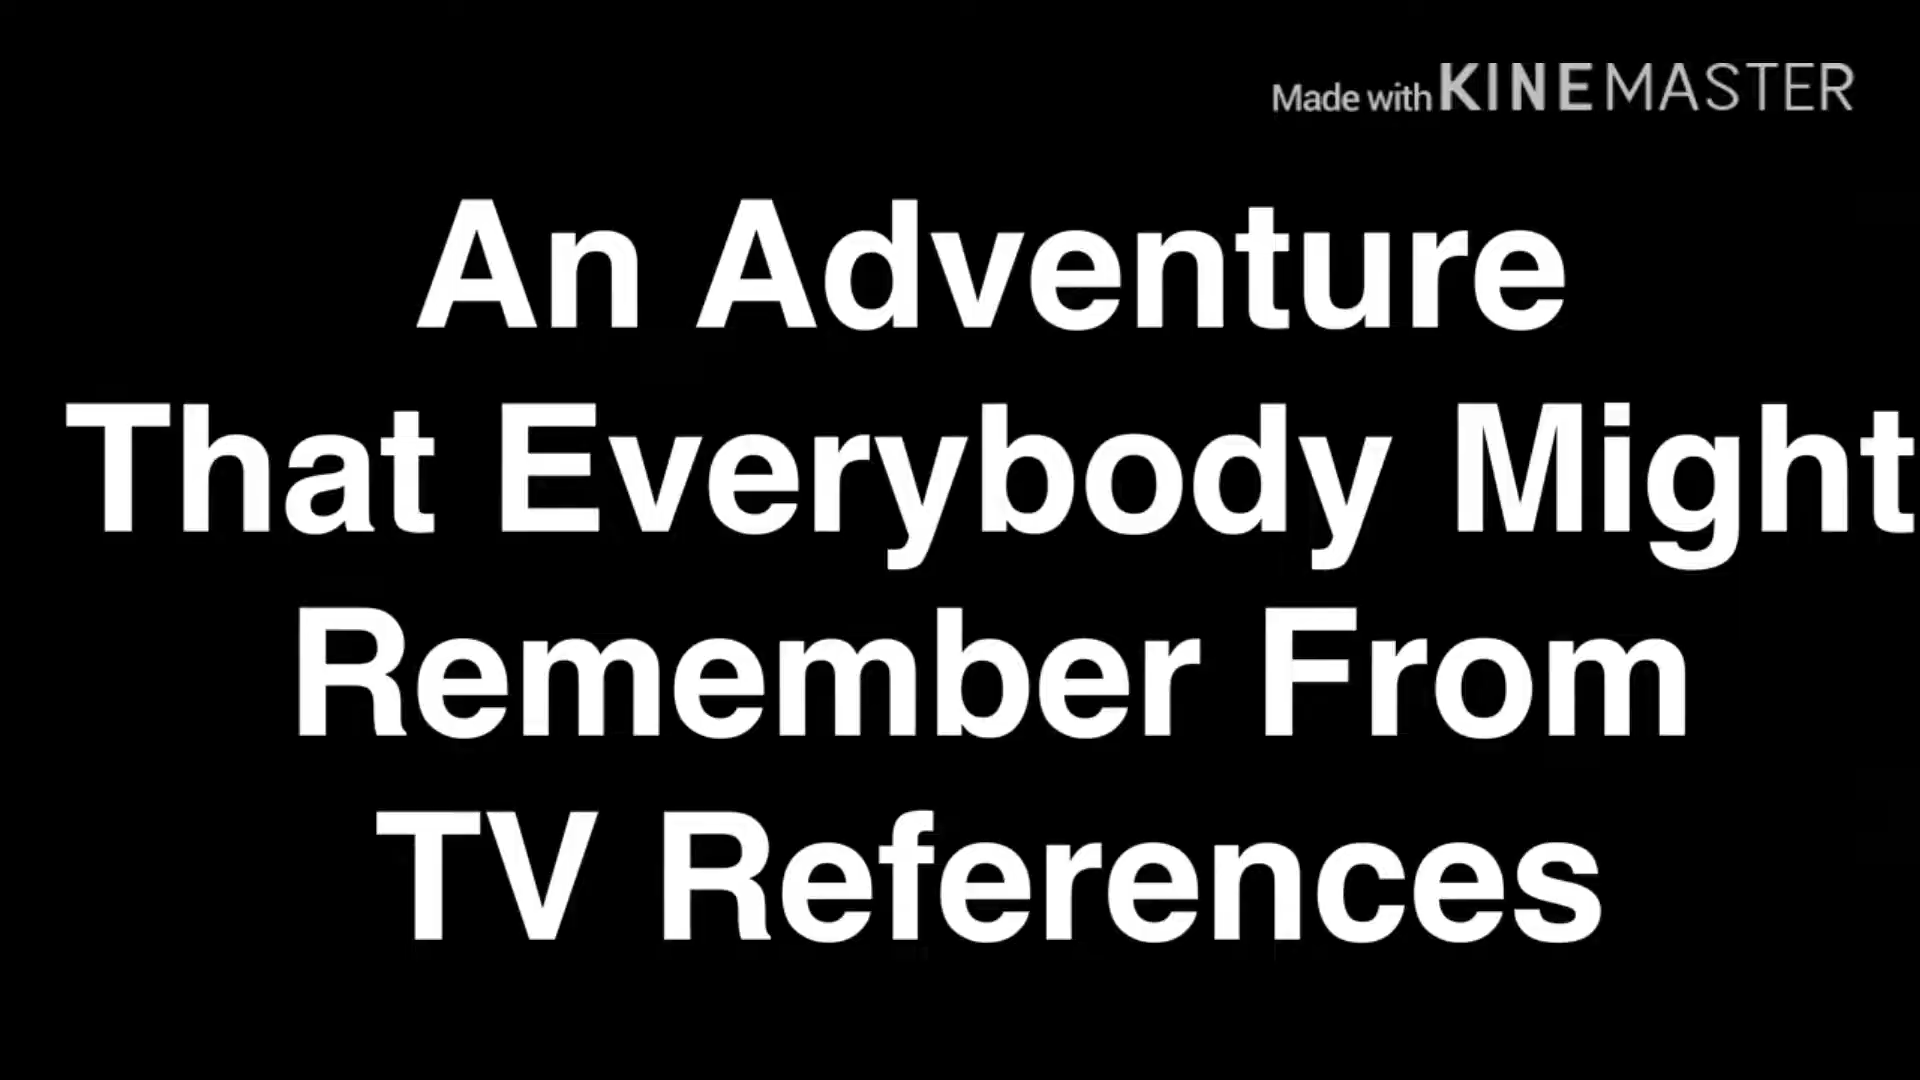 Made with KINEMASTER
An Adventure
That Everybody Might
Remember From
TV References